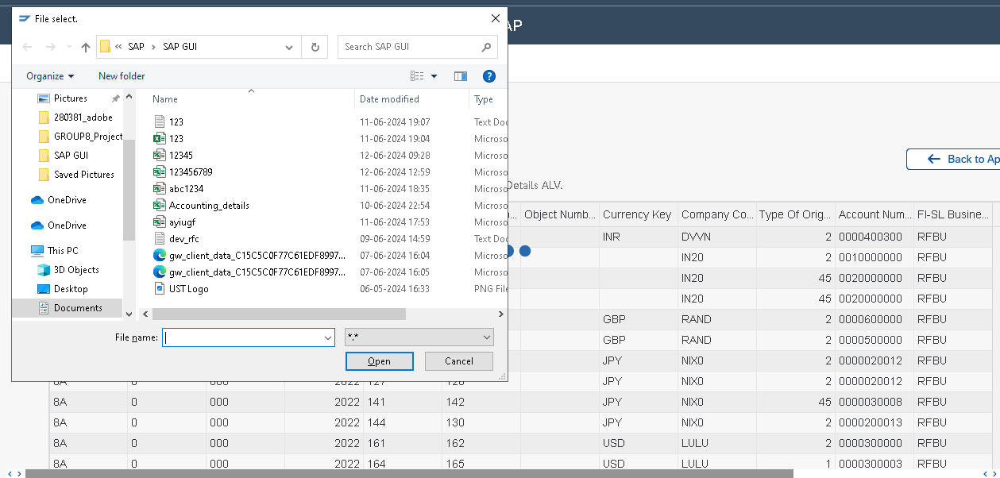 File select.
AP
« SAP › SAP GUI
Search SAP GUI
Organize
New folder
?
Pictures
280381_adobe
GROUP8_Project
SAP GUI
Saved Pictures
OneDrive
OneDrive
This PC
3D Objects
Desktop
Documents
Name Date modified Type
123 11-06-2024 19:07 Text Doc
123 11-06-2024 19:04 Microso
12345 12-06-2024 09:28 Microso
123456789 12-06-2024 12:59 Microso
abc1234 11-06-2024 18:35 Microso
Accounting_details 10-06-2024 22:54 Microso
ayiugf 11-06-2024 17:53 Microso
dev_rfc 09-06-2024 14:59 Text Doc
gw_client_data_C15C5C0F77C61EDF8997... 07-06-2024 16:04 Microso
gw_client_data_C15C5C0F77C61EDF8997... 07-06-2024 16:05 Microso
UST Logo 06-05-2024 16:33 PNG File
File name:
*.*
Open
Cancel
Back to Ap
Details ALV.
... Object Numb... Currency Key Company Co... Type Of Orig... Account Num... FI-SL Busine...
INR DVVN 2 0000400300 RFBU
IN20 2 0010000000 RFBU
IN20 45 0020000000 RFBU
IN20 45 0020000000 RFBU
GBP RAND 2 0000600000 RFBU
GBP RAND 2 0000500000 RFBU
JPY NIX0 2 0000020012 RFBU
8A 0 000 2022 127 128 JPY NIX0 2 0000020012 RFBU
8A 0 000 2022 141 142 JPY NIX0 45 0000030008 RFBU
8A 0 000 2022 144 130 JPY NIX0 2 0000200013 RFBU
8A 0 000 2022 161 162 USD LULU 2 0000300000 RFBU
8A 0 000 2022 164 165 USD LULU 1 0000300003 RFBU